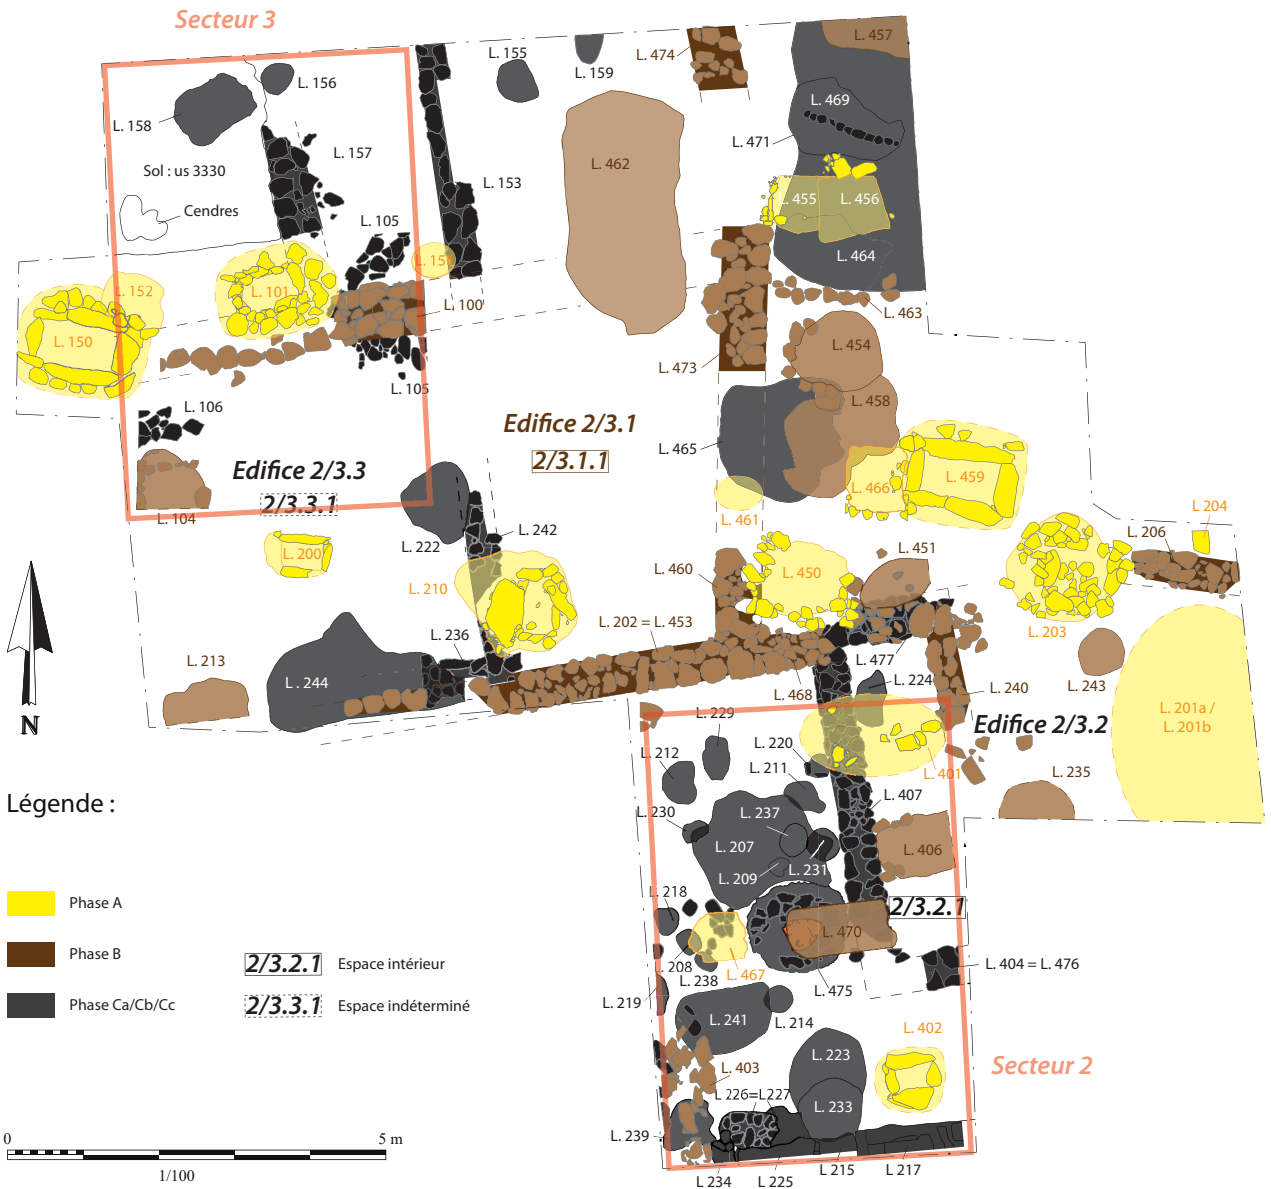 Secteur 3
L. 155
L. 159
L. 474
L. 457
L. 156
L. 158
L. 469
L. 471
L. 157
L. 462
Sol : us 3330
L. 153
Cendres
L. 455
L. 456
L. 105
L. 464
L. 151
L. 152
L. 101
L. 100
L. 463
L. 150
L. 454
L. 473
L. 105
L. 106
L. 458
Edifice 2/3.1
2/3.1.1
L. 465
Edifice 2/3.3
2/3.3.1
L. 459
L. 466
L. 104
L. 461
L. 204
L. 242
L. 206
L. 222
L. 200
L. 451
L. 460
L. 450
L. 210
L. 202 = L. 453
L. 203
L. 236
L. 213
L. 477
L. 243
L. 244
L. 224
L. 468
L. 240
L. 201a /
L. 201b
N
Edifice 2/3.2
L. 229
L. 220
L. 212
L. 211
L. 401
L. 235
L. 407
Légende :
L. 230
L. 237
L. 207
L. 406
L. 209
L. 231
L. 218
2/3.2.1
Phase A
L. 470
Phase B
2/3.2.1
Espace intérieur
L. 208
L. 467
L. 404 = L. 476
L. 238
L. 475
L. 219
Phase Ca/Cb/Cc
2/3.3.1
Espace indéterminé
L. 241
L. 214
L. 402
L. 223
L. 403
Secteur 2
L 226=L227
L. 233
L. 239
0
5 m
1/100
L. 234
L 225
L. 215
L. 217